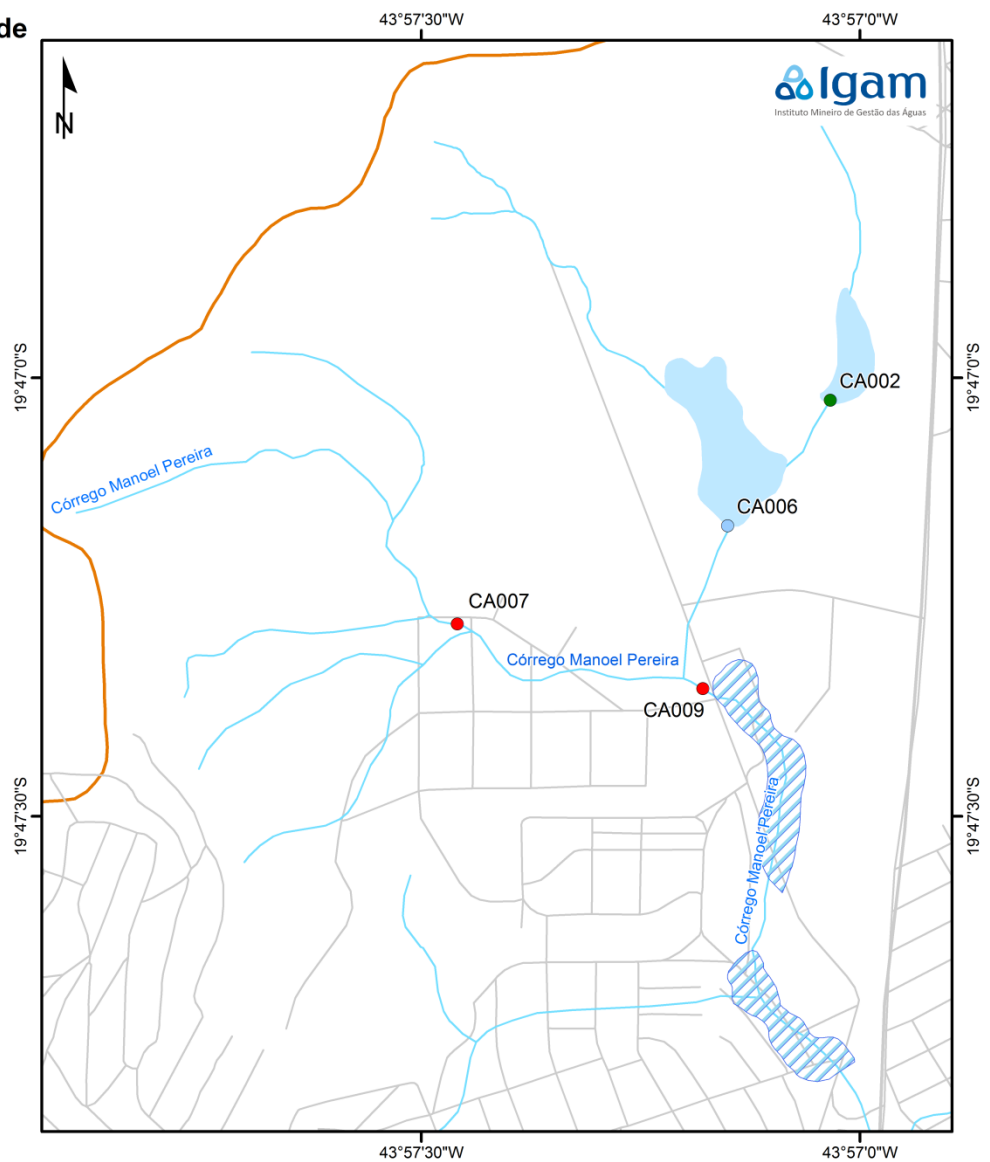 de
43°57'30"W
43°57'0"W
N
Igam
Instituto Mineiro de Gestão das Águas
19°47'0"S
19°47'0"S
CA002
Córrego Manoel Pereira
CA006
CA007
Córrego Manoel Pereira
CA009
19°47'30"S
19°47'30"S
Córrego Manoel Pereira
43°57'30"W
43°57'0"W